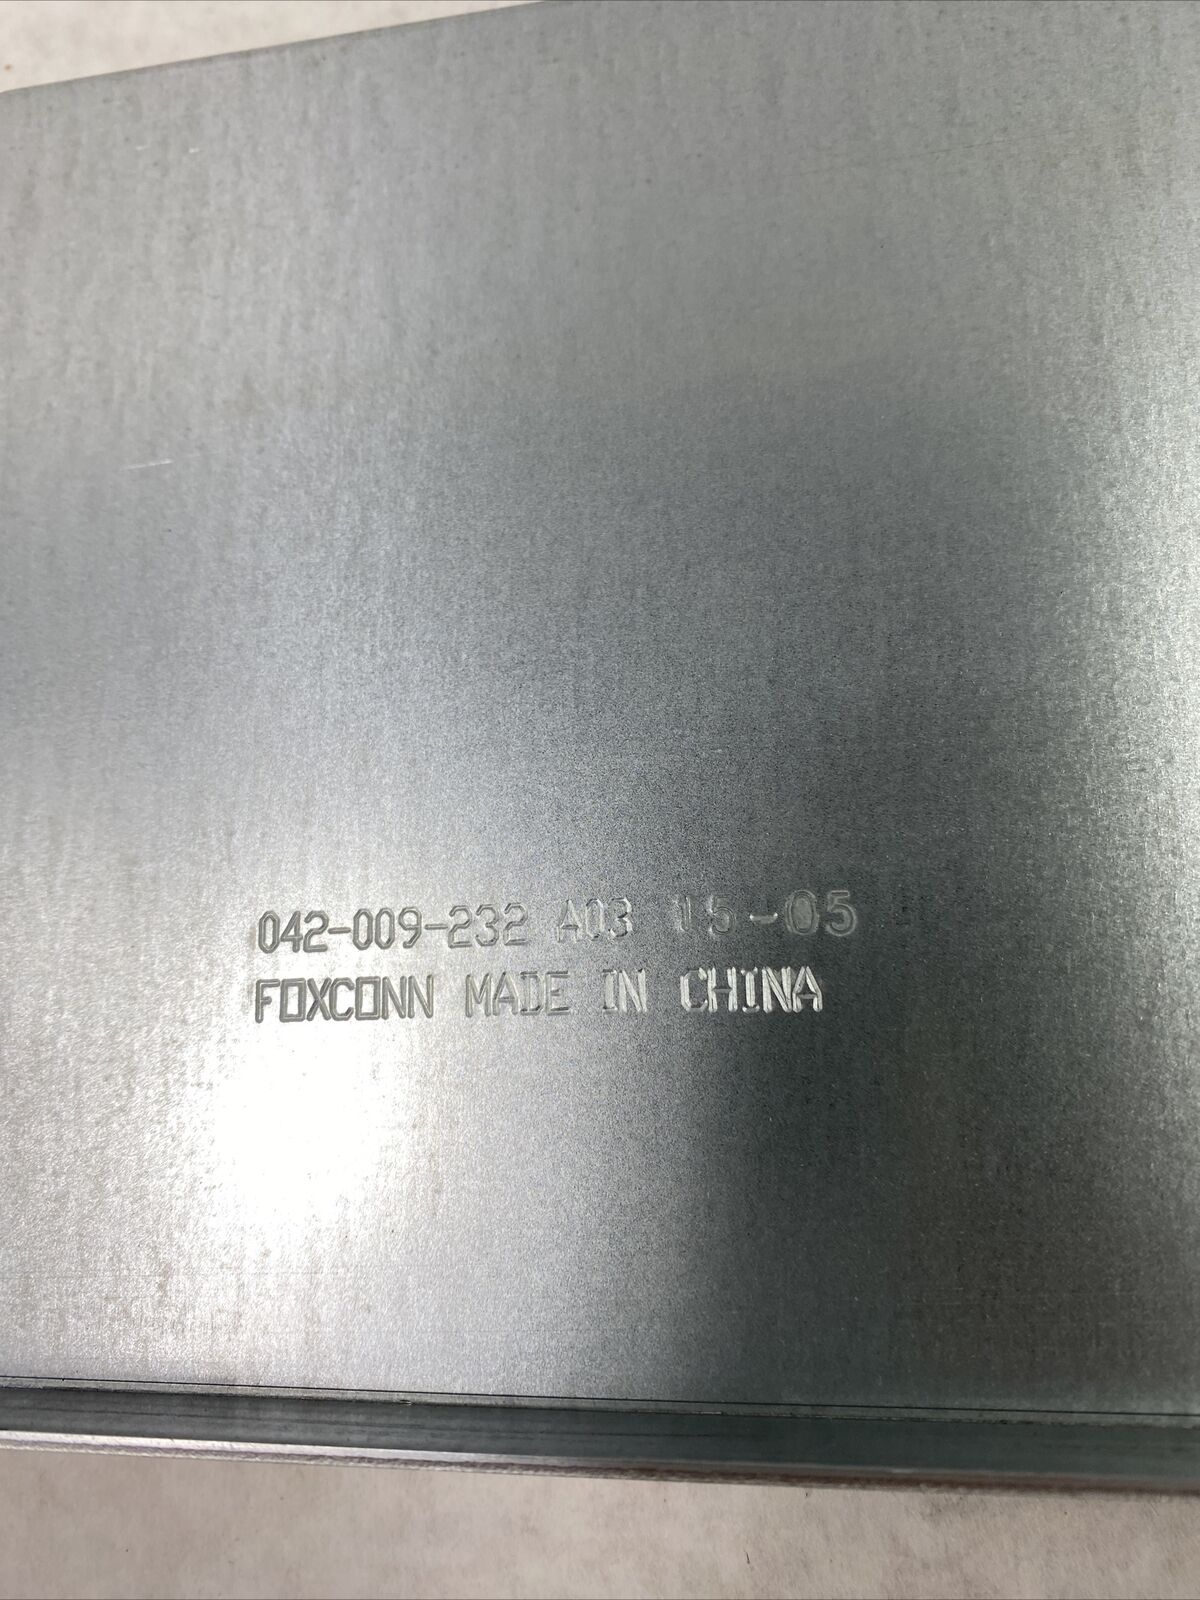 042-009-232 A03 15-05
FOXCONN MADE IN CHINA